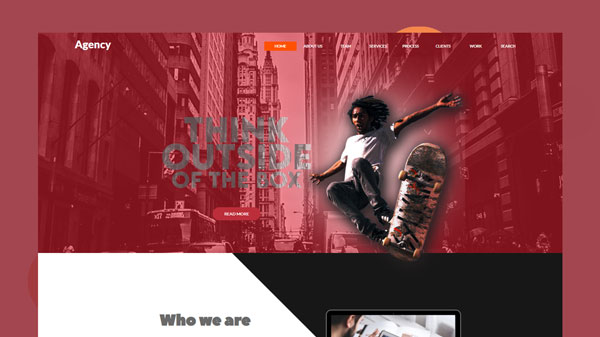 Agency
HOME ABOUT US TEAM SERVICES PROCESS CLIENTS WORK SEARCH
THINK
OUTSIDE
OF THE BOX
READ MORE
Who we are